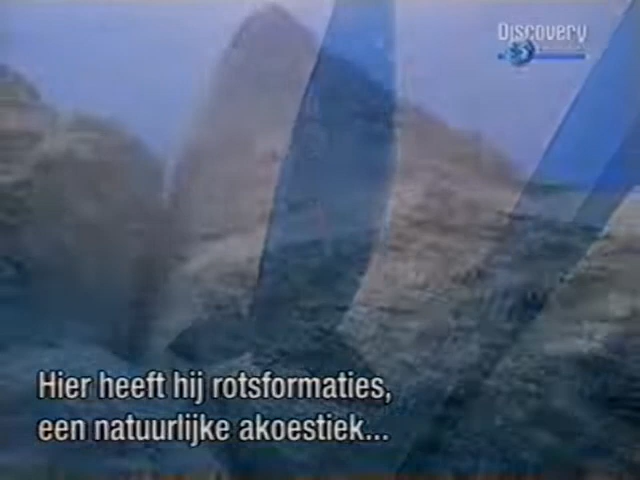 Discovery
Hier heeft hij rotsformaties,
een natuurlijke akoestiek...